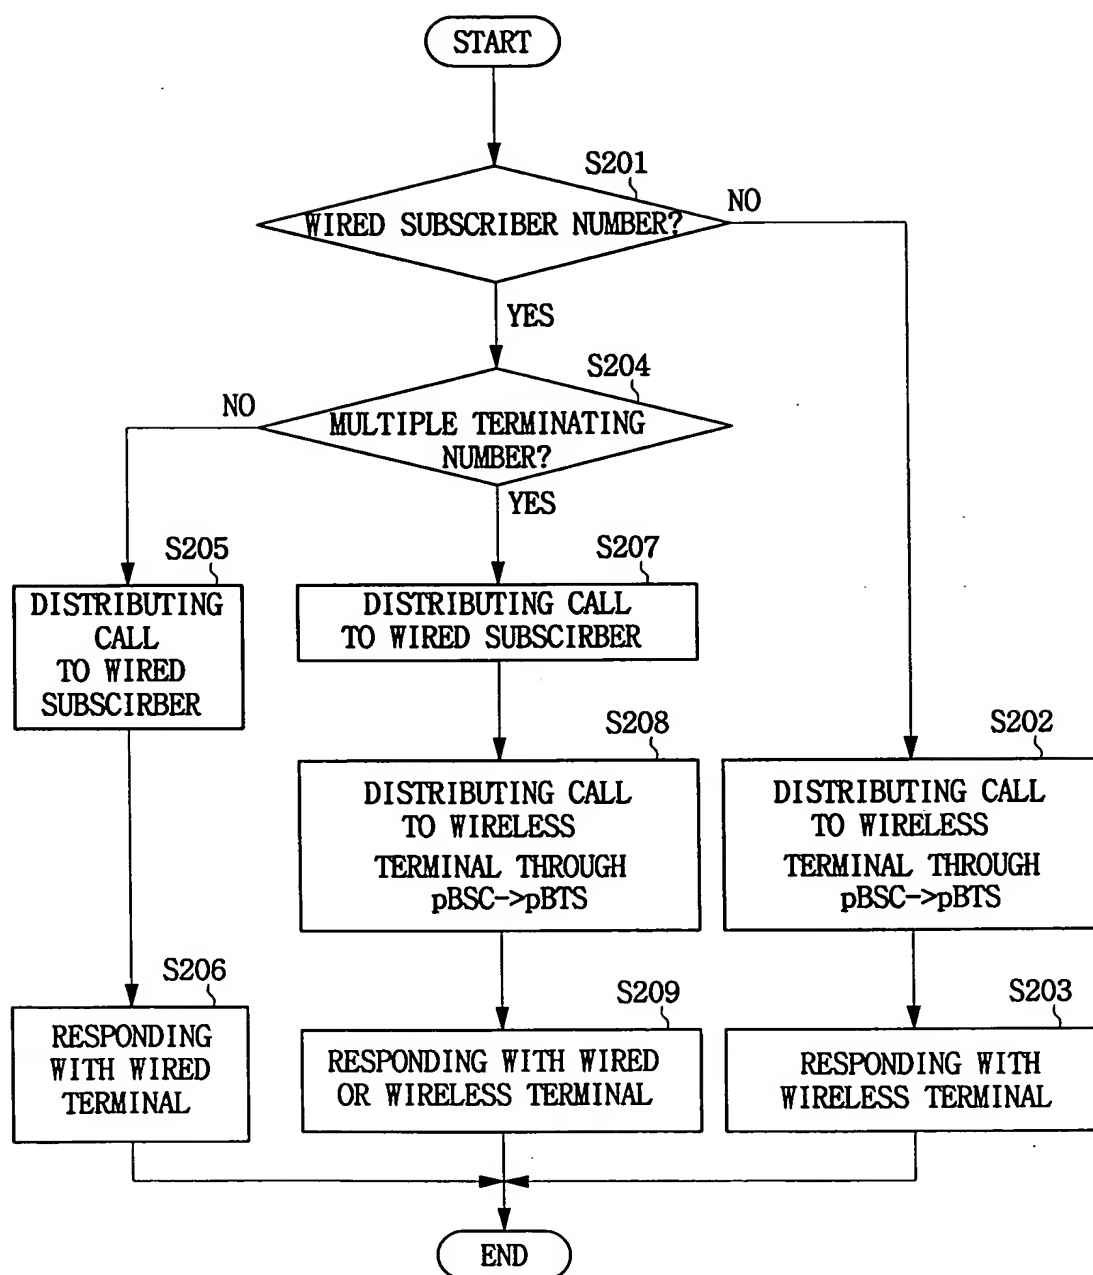 START
S201
WIRED SUBSCRIBER NUMBER?
NO
YES
S204
NO
MULTIPLE TERMINATING
NUMBER?
YES
S205
DISTRIBUTING
CALL
TO WIRED
SUBSCIRBER
S207
DISTRIBUTING CALL
TO WIRED SUBSCIRBER
S208
DISTRIBUTING CALL
TO WIRELESS
TERMINAL THROUGH
pBSC->pBTS
S202
DISTRIBUTING CALL
TO WIRELESS
TERMINAL THROUGH
pBSC->pBTS
S206
RESPONDING
WITH WIRED
TERMINAL
S209
RESPONDING WITH WIRED
OR WIRELESS TERMINAL
S203
RESPONDING WITH
WIRELESS TERMINAL
END